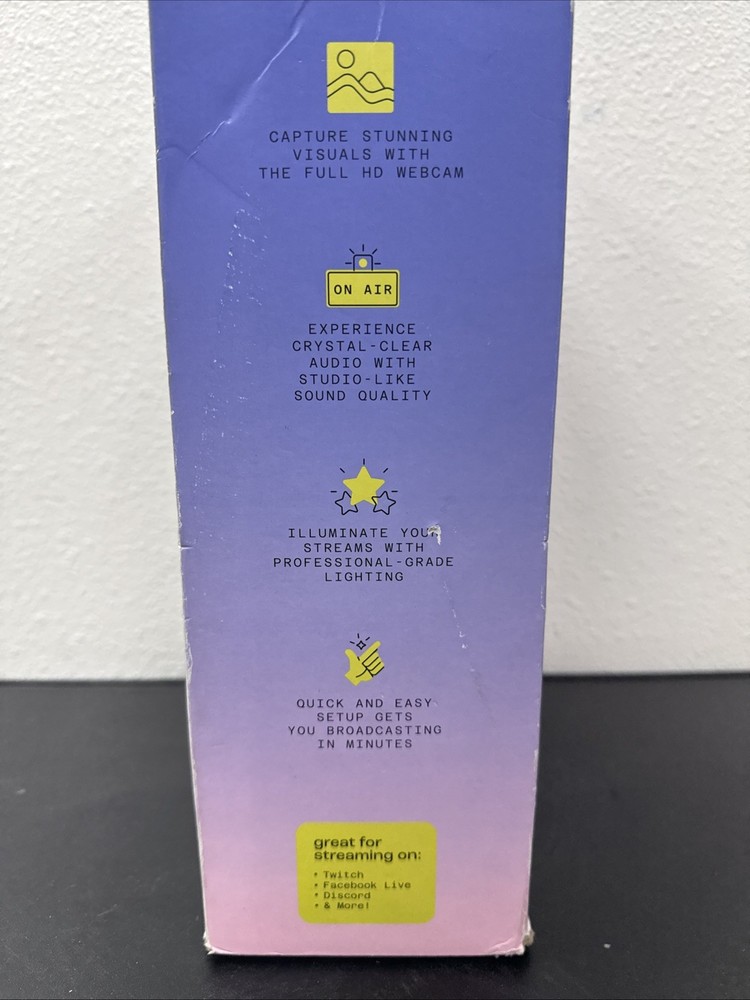 CAPTURE STUNNING
VISUALS WITH
THE FULL HD WEBCAM
ON AIR
EXPERIENCE
CRYSTAL-CLEAR
AUDIO WITH
STUDIO-LIKE
SOUND QUALITY
ILLUMINATE YOUR
STREAMS WITH
PROFESSIONAL-GRADE
LIGHTING
QUICK AND EASY
SETUP GETS
YOU BROADCASTING
IN MINUTES
great for
streaming on:
• Twitch
• Facebook Live
• Discord
• & More!